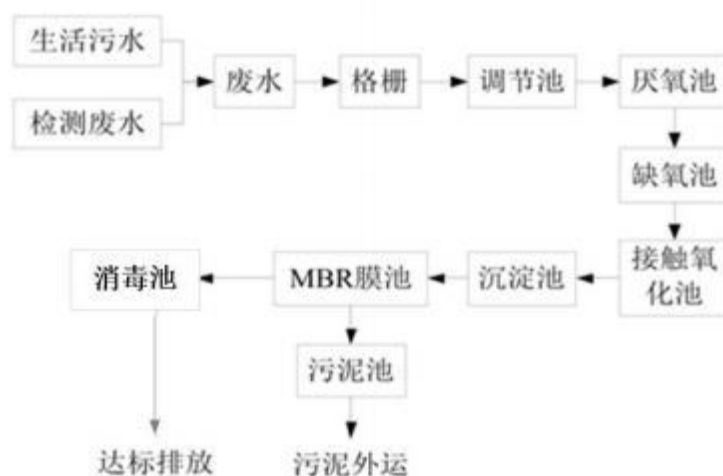 生活污水
检测废水
废水
格栅
调节池
厌氧池
缺氧池
接触氧
化池
沉淀池
MBR膜池
消毒池
污泥池
达标排放
污泥外运